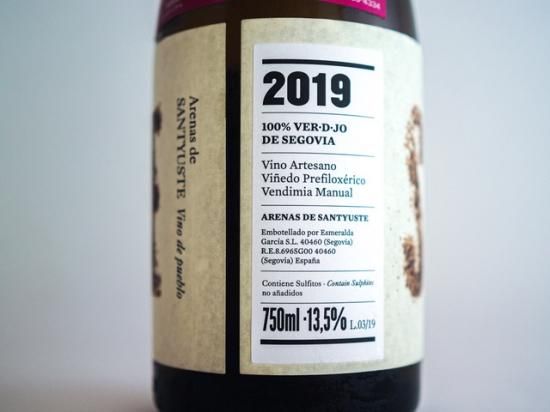 Arenas de
SANTYUSTE Vino de pueblo
2019
100% VER·D·JO
DE SEGOVIA
Vino Artesano
Viñedo Prefiloxérico
Vendimia Manual
ARENAS DE SANTYUSTE
Embotellado por Esmeralda
García S.L. 40460 (Segovia)
R.E.8.696SG00 40460
(Segovia) España
Contiene Sulfitos - Contain Sulphites
no añadidos
750ml·13,5% L.03/19